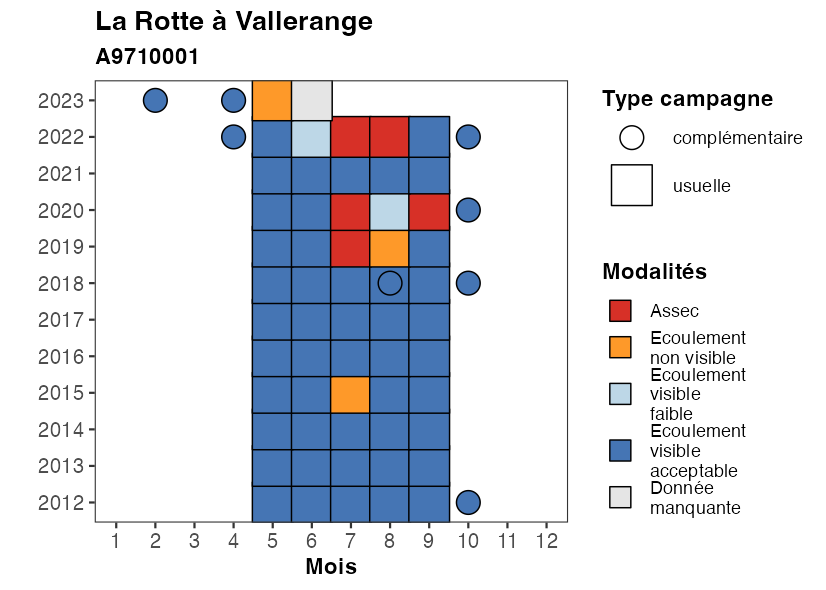 La Rotte à Vallerange
A9710001
2023
2022
2021
2020
2019
2018
2017
2016
2015
2014
2013
2012
1 2 3 4 5 6 7 8 9 10 11 12
Mois
Type campagne
complémentaire
usuelle
Modalités
Assec
Ecoulement
non visible
Ecoulement
visible
faible
Ecoulement
visible
acceptable
Donnée
manquante